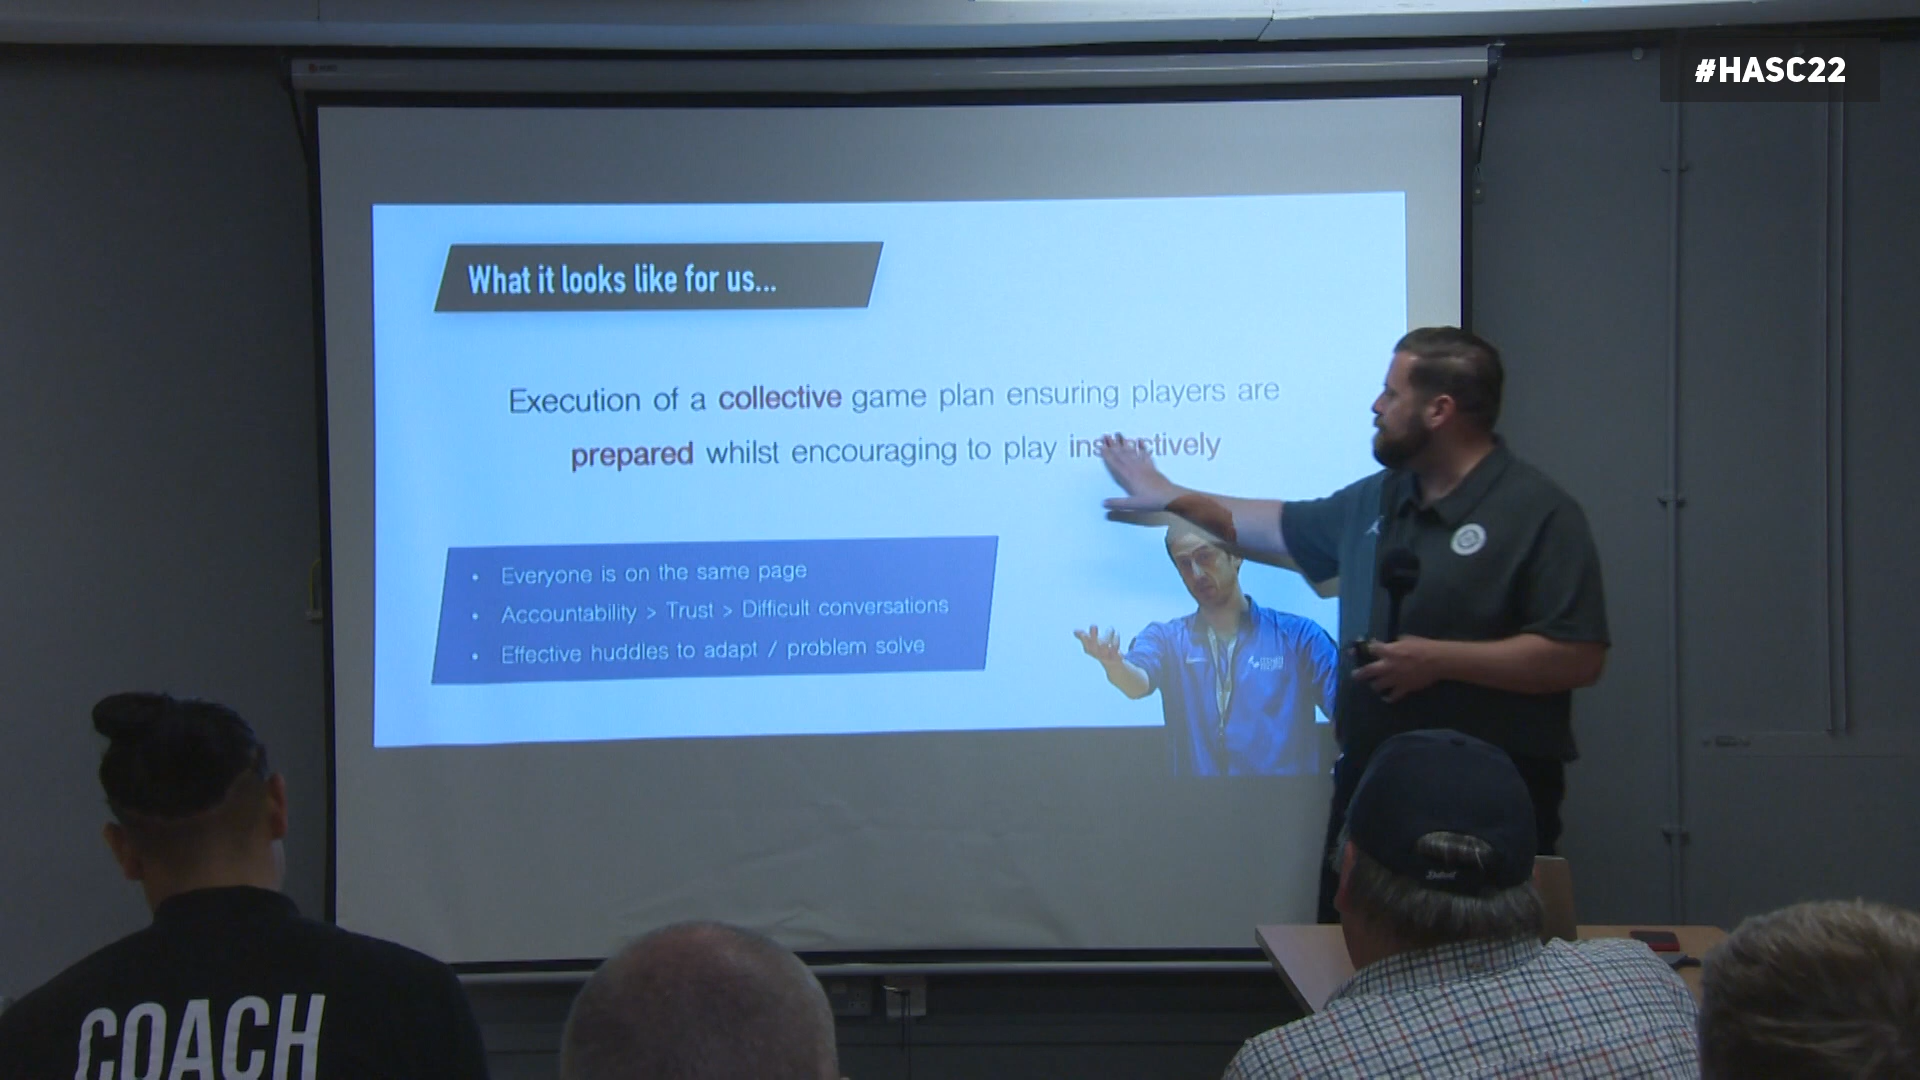 #HASC22
What it looks like for us...
Execution of a collective game plan ensuring players are
prepared whilst encouraging to play instinctively
• Everyone is on the same page
• Accountability > Trust > Difficult conversations
• Effective huddles to adapt / problem solve
COACH